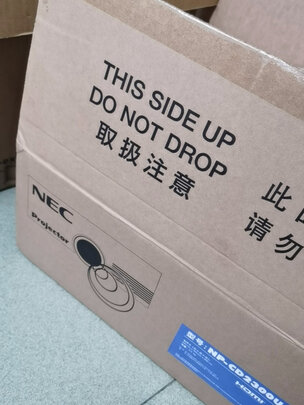 THIS SIDE UP
DO NOT DROP
取扱注意
此
请勿
NEC
Projector
型号: NP-CD2300U
HDMI